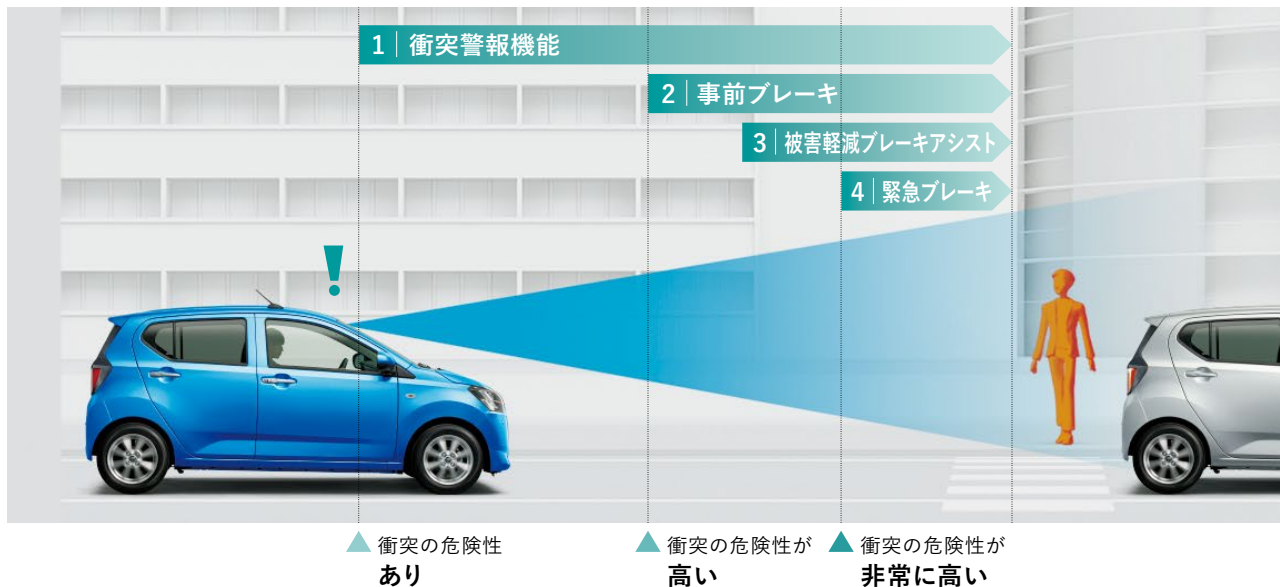 1 | 衝突警報機能
2 | 事前ブレーキ
3 | 被害軽減ブレーキアシスト
4 | 緊急ブレーキ
!
▲ 衝突の危険性
あり
▲ 衝突の危険性が
高い
▲ 衝突の危険性が
非常に高い